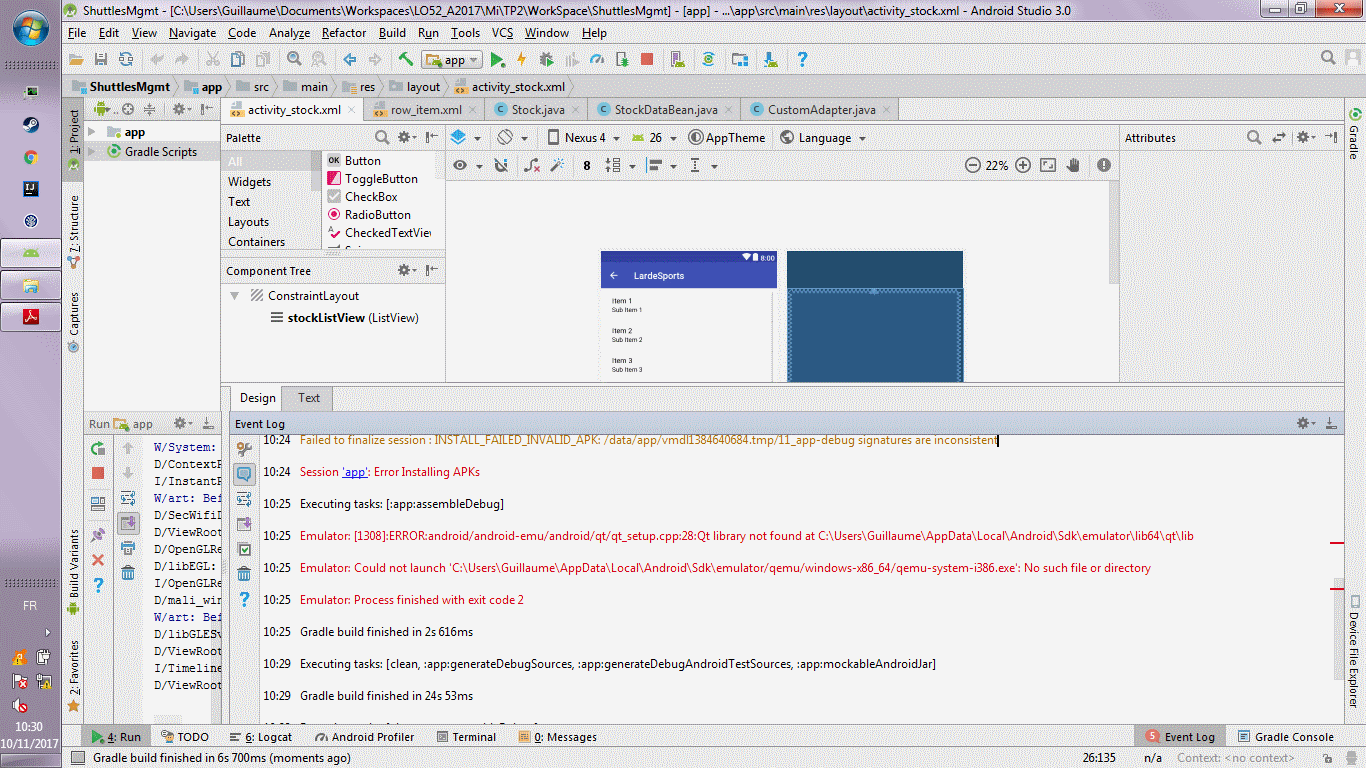 ShuttlesMgmt - [C:\Users\Guillaume\Documents\Workspaces\LO52_A2017\Mi\TP2\WorkSpace\ShuttlesMgmt] - [app] - ...\app\src\main\res\layout\activity_stock.xml - Android Studio 3.0
File Edit View Navigate Code Analyze Refactor Build Run Tools VCS Window Help
app
ShuttlesMgmt app src main res layout activity_stock.xml
activity_stock.xml row_item.xml Stock.java StockDataBean.java CustomAdapter.java
1: Project
7: Structure
Captures
Build Variants
2: Favorites
app
Gradle Scripts
Palette
All
Widgets
Text
Layouts
Containers
OK Button
ToggleButton
CheckBox
RadioButton
CheckedTextView
Nexus 4 26 AppTheme Language
8 22%
Attributes
Gradle
Device File Explorer
Component Tree
ConstraintLayout
stockListView (ListView)
8:00
LardeSports
Item 1
Sub Item 1
Item 2
Sub Item 2
Item 3
Sub Item 3
Design Text
Run app
W/System:
D/ContextR
I/InstantR
W/art: Bef
D/SecWifiD
D/ViewRoot
D/OpenGLRe
D/libEGL:
I/OpenGLRe
D/mali_win
W/art: Bef
D/libGLESv
D/ViewRoot
I/Timeline
D/ViewRoot
Event Log
10:24 Failed to finalize session : INSTALL_FAILED_INVALID_APK: /data/app/vmdl1384640684.tmp/11_app-debug signatures are inconsistent
10:24 Session 'app': Error Installing APKs
10:25 Executing tasks: [:app:assembleDebug]
10:25 Emulator: [1308]:ERROR:android/android-emu/android/qt/qt_setup.cpp:28:Qt library not found at C:\Users\Guillaume\AppData\Local\Android\Sdk\emulator\lib64\qt\lib
10:25 Emulator: Could not launch 'C:\Users\Guillaume\AppData\Local\Android\Sdk\emulator/qemu/windows-x86_64/qemu-system-i386.exe': No such file or directory
10:25 Emulator: Process finished with exit code 2
10:25 Gradle build finished in 2s 616ms
10:29 Executing tasks: [clean, :app:generateDebugSources, :app:generateDebugAndroidTestSources, :app:mockableAndroidJar]
10:29 Gradle build finished in 24s 53ms
4: Run TODO 6: Logcat Android Profiler Terminal 0: Messages 5 Event Log Gradle Console
Gradle build finished in 6s 700ms (moments ago) 26:135 n/a Context: <no context>
FR
10:30
10/11/2017